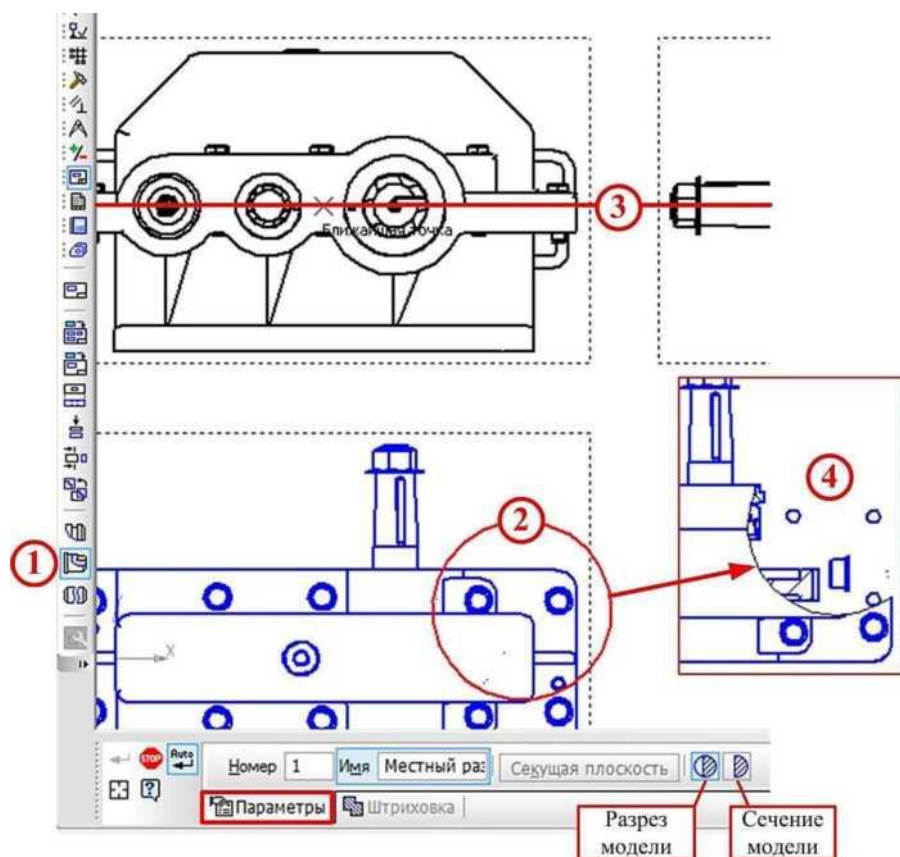 Ближайшая точка
3
4
2
1
X
STOP
Auto
Номер 1 Имя Местный раз Секущая плоскость
Параметры Штриховка
Разрез модели
Сечение модели